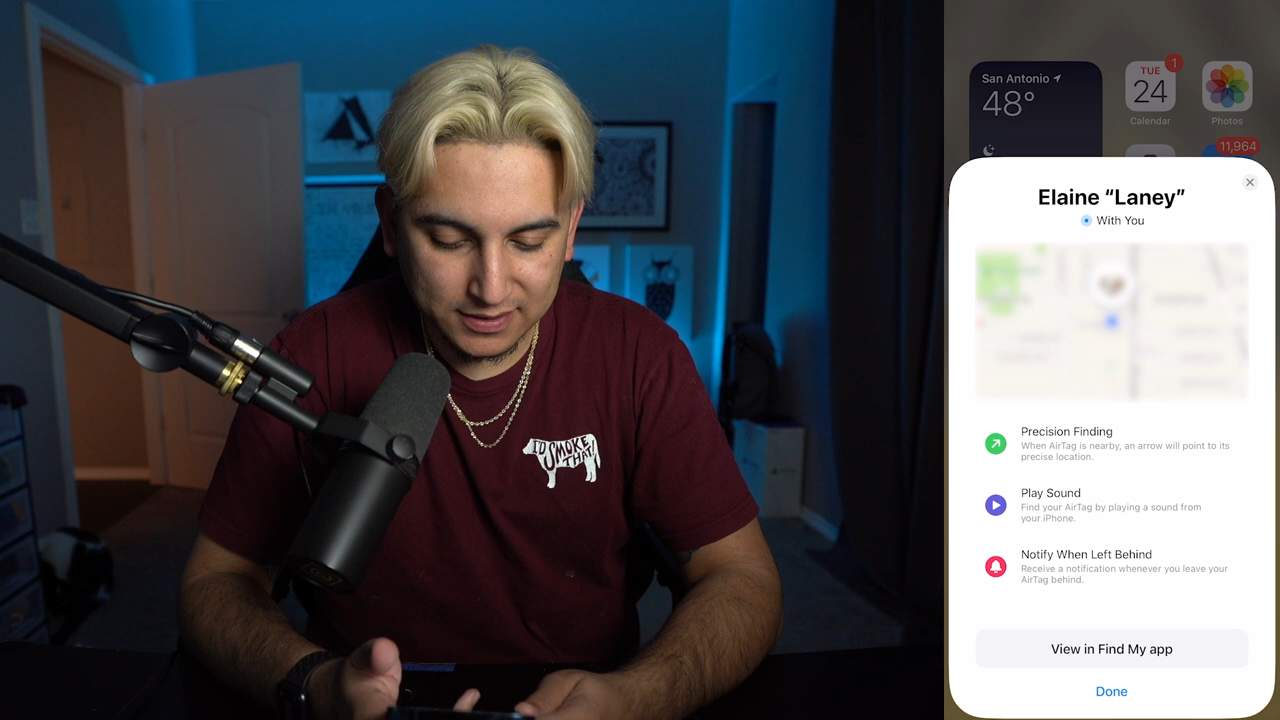 I'D
SMOKE
THAT!
San Antonio
48°
TUE
24
1
Calendar
Photos
11,964
Elaine “Laney”
With You
Precision Finding
When AirTag is nearby, an arrow will point to its
precise location.
Play Sound
Find your AirTag by playing a sound from
your iPhone.
Notify When Left Behind
Receive a notification whenever you leave your
AirTag behind.
View in Find My app
Done